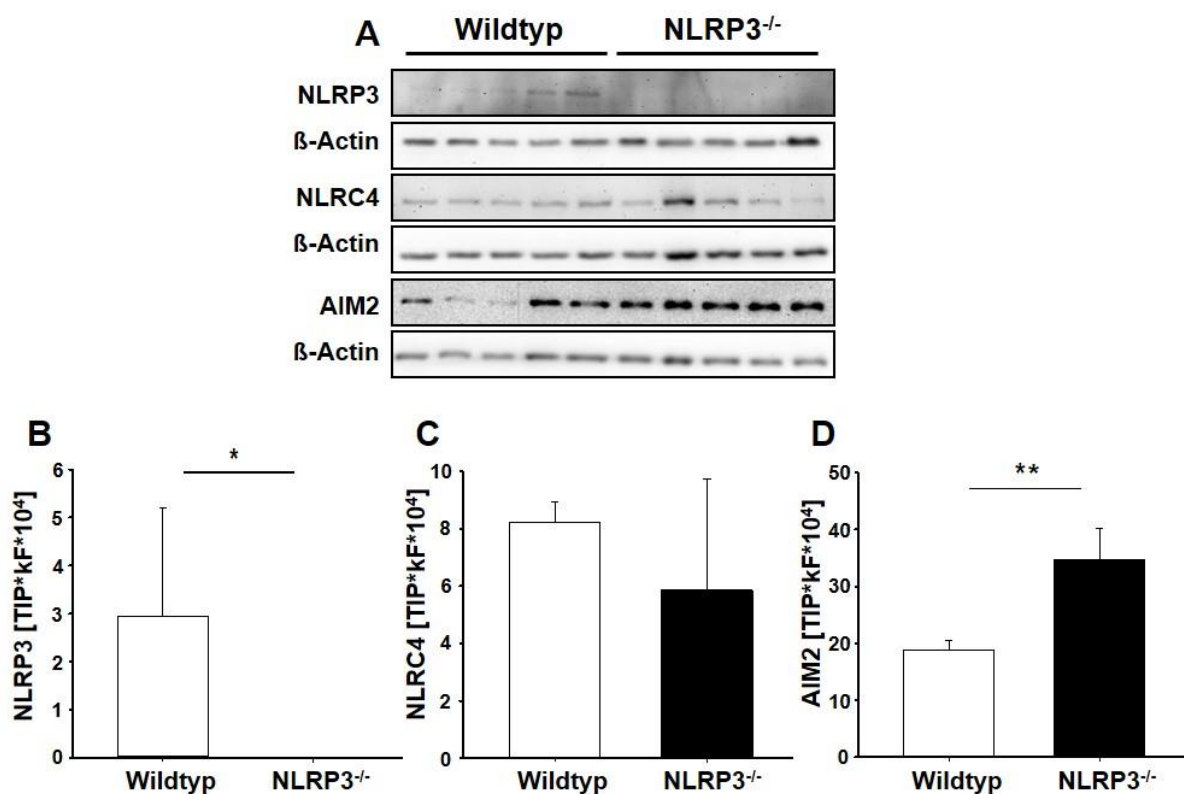 A
Wildtyp NLRP3-/-
NLRP3
ß-Actin
NLRC4
ß-Actin
AIM2
ß-Actin
B
*
NLRP3 [TIP*kF*10⁴]
6
5
4
3
2
1
0
Wildtyp NLRP3-/-
C
NLRC4 [TIP*kF*10⁴]
10
8
6
4
2
0
Wildtyp NLRP3-/-
D
**
AIM2 [TIP*kF*10⁴]
50
40
30
20
10
0
Wildtyp NLRP3-/-